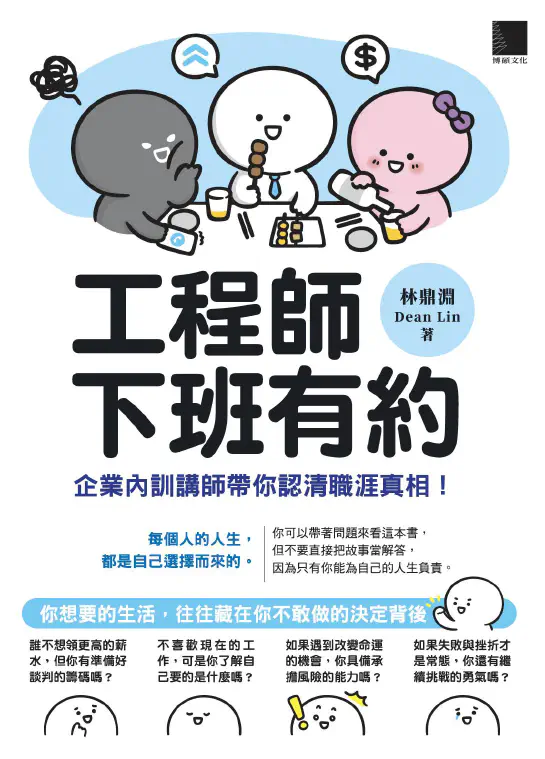 博碩文化
$
工程師
下班有約
林鼎淵
Dean Lin
著
企業內訓講師帶你認清職涯真相！
每個人的人生，
都是自己選擇而來的。
你可以帶著問題來看這本書，
但不要直接把故事當解答，
因為只有你能為自己的人生負責。
你想要的生活，往往藏在你不敢做的決定背後
誰不想領更高的薪
水，但你有準備好
談判的籌碼嗎？
不喜歡現在的工
作，可是你了解自
己要的是什麼嗎？
如果遇到改變命運
的機會，你具備承
擔風險的能力嗎？
如果失敗與挫折才
是常態，你還有繼
續挑戰的勇氣嗎？